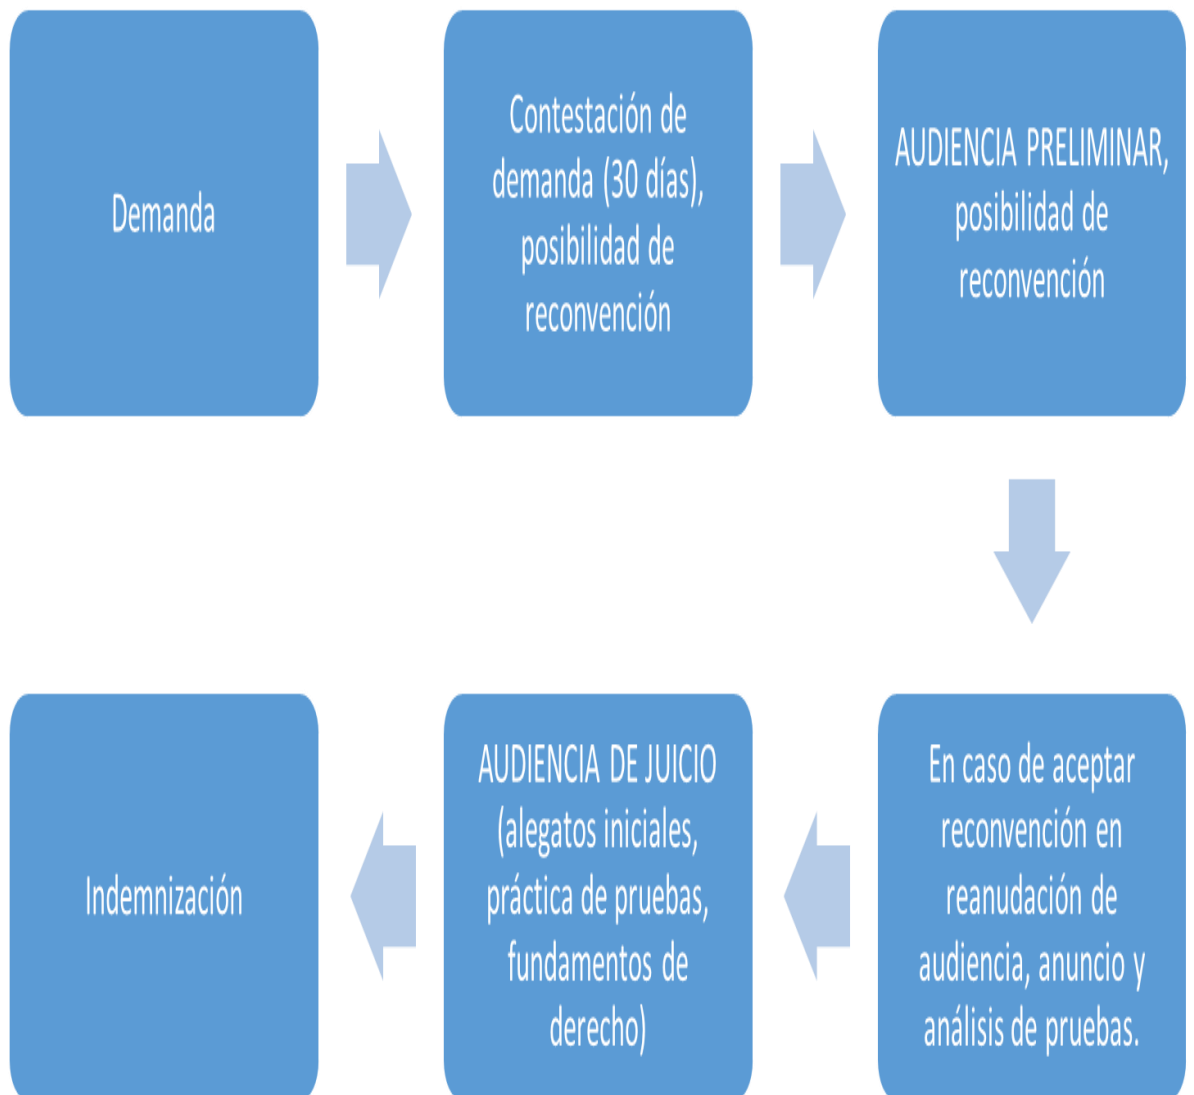 Demanda
Contestación de
demanda (30 días),
posibilidad de
reconvención
AUDIENCIA PRELIMINAR,
posibilidad de
reconvención
En caso de aceptar
reconvención en
reanudación de
audiencia, anuncio y
análisis de pruebas.
AUDIENCIA DE JUICIO
(alegatos iniciales,
práctica de pruebas,
fundamentos de
derecho)
Indemnización